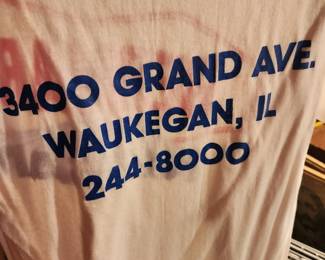 3400 GRAND AVE.
WAUKEGAN, IL
244-8000